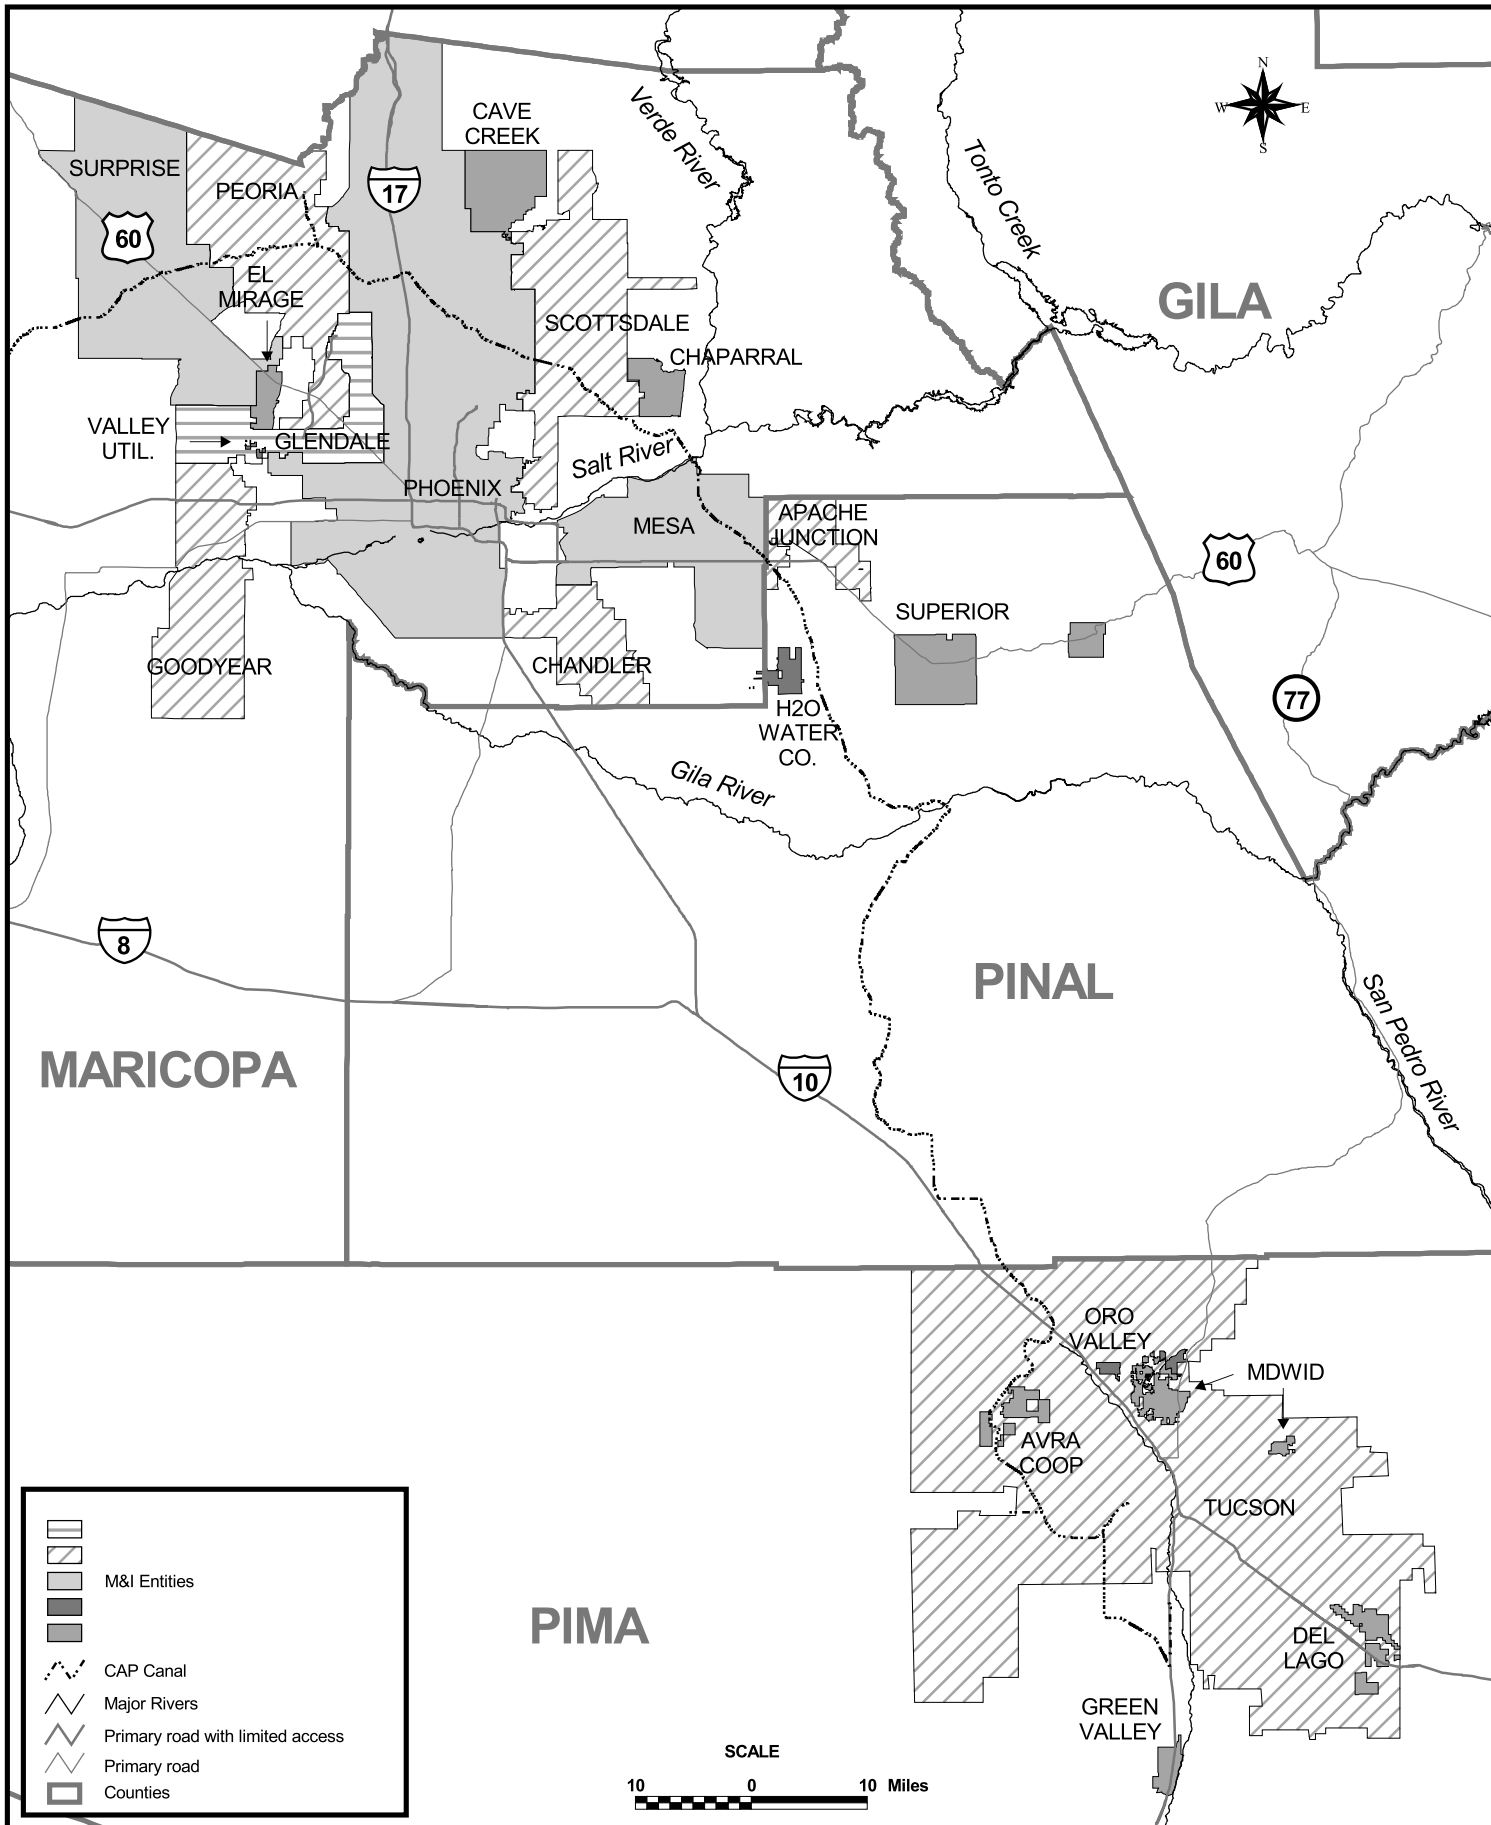 N
W
E
S
CAVE
CREEK
Verde River
SURPRISE
PEORIA
17
Tonto Creek
60
EL
MIRAGE
GILA
SCOTTSDALE
CHAPARRAL
VALLEY
UTIL.
GLENDALE
Salt River
PHOENIX
MESA
APACHE
JUNCTION
60
SUPERIOR
GOODYEAR
CHANDLER
77
H2O
WATER
CO.
Gila River
8
PINAL
San Pedro River
MARICOPA
10
ORO
VALLEY
MDWID
AVRA
COOP
TUCSON
M&I Entities
PIMA
DEL
LAGO
CAP Canal
Major Rivers
GREEN
VALLEY
Primary road with limited access
Primary road
Counties
SCALE
10 0 10 Miles